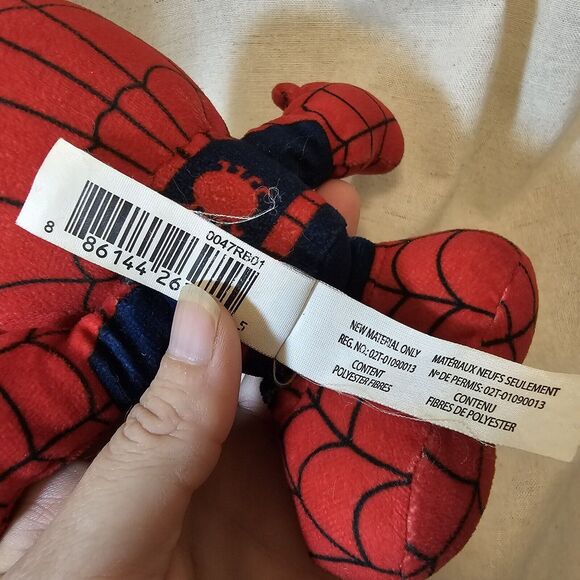 0047RB01
8 86144 26 5
NEW MATERIAL ONLY
REG. NO.: 02T-01090013
CONTENT
POLYESTER FIBRES
MATÉRIAUX NEUFS SEULEMENT
Nº DE PERMIS: 02T-01090013
CONTENU
FIBRES DE POLYESTER